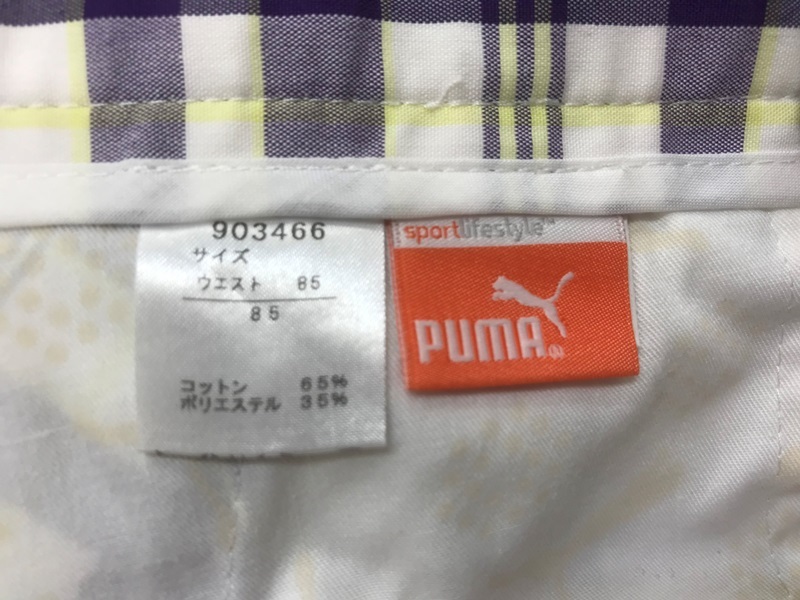 903466
サイズ
ウエスト 85
85
コットン 65%
ポリエステル 35%
sportlifestyle™
PUMA®